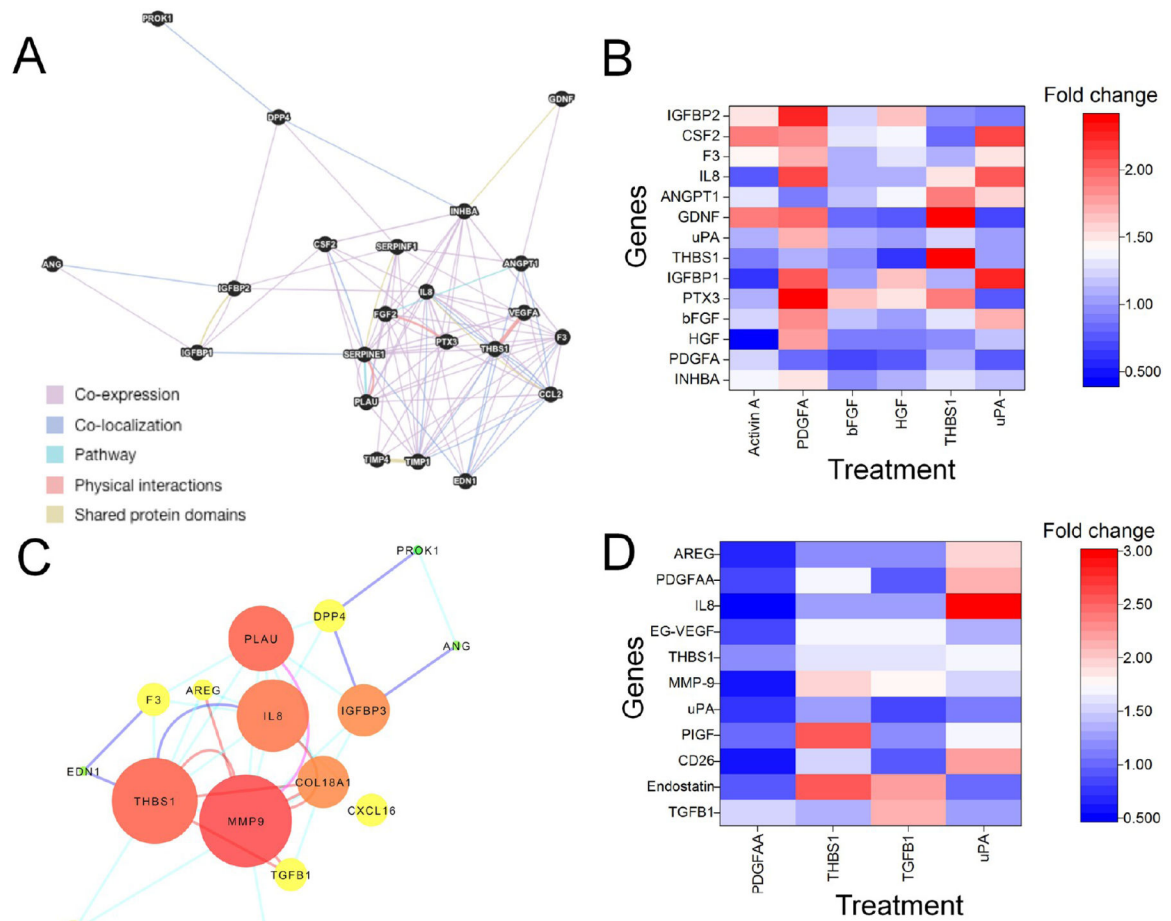 A
PROK1
DPP4
GDNF
INHBA
CSF2
SERPINF1
ANG
ANGPT1
IGFBP2
IL8
FGF2
VEGFA
PTX3
F3
THBS1
IGFBP1
SERPINE1
CCL2
PLAU
TIMP4
TIMP1
EDN1
Co-expression
Co-localization
Pathway
Physical interactions
Shared protein domains
B
Fold change
Genes
IGFBP2
CSF2
F3
IL8
ANGPT1
GDNF
uPA
THBS1
IGFBP1
PTX3
bFGF
HGF
PDGFA
INHBA
2.00
1.50
1.00
0.500
Activin A
PDGFA
bFGF
HGF
THBS1
uPA
Treatment
C
PROK1
DPP4
PLAU
ANG
F3
AREG
IL8
IGFBP3
EDN1
COL18A1
THBS1
CXCL16
MMP9
TGFB1
D
Fold change
Genes
AREG
PDGFAA
IL8
EG-VEGF
THBS1
MMP-9
uPA
PIGF
CD26
Endostatin
TGFB1
3.00
2.50
2.00
1.50
1.00
0.500
PDGFAA
THBS1
TGFB1
uPA
Treatment